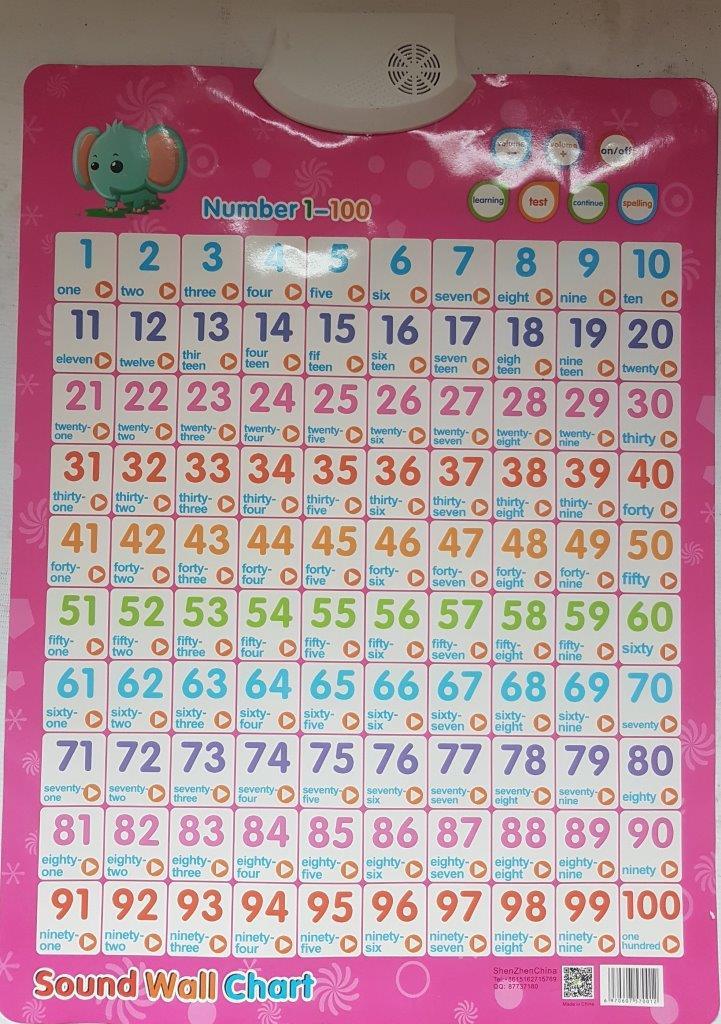 volume - volume + on/off
learning test continue spelling
Number 1-100
1 2 3 4 5 6 7 8 9 10
one two three four five six seven eight nine ten
11 12 13 14 15 16 17 18 19 20
thir four fif six seven eigh nine
eleven twelve teen teen teen teen teen teen teen twenty
21 22 23 24 25 26 27 28 29 30
twenty- twenty- twenty- twenty- twenty- twenty- twenty- twenty- twenty-
one two three four five six seven eight nine thirty
31 32 33 34 35 36 37 38 39 40
thirty- thirty- thirty- thirty- thirty- thirty- thirty- thirty- thirty-
one two three four five six seven eight nine forty
41 42 43 44 45 46 47 48 49 50
forty- forty- forty- forty- forty- forty- forty- forty- forty-
one two three four five six seven eight nine fifty
51 52 53 54 55 56 57 58 59 60
fifty- fifty- fifty- fifty- fifty- fifty- fifty- fifty- fifty-
one two three four five six seven eight nine sixty
61 62 63 64 65 66 67 68 69 70
sixty- sixty- sixty- sixty- sixty- sixty- sixty- sixty- sixty-
one two three four five six seven eight nine seventy
71 72 73 74 75 76 77 78 79 80
seventy- seventy- seventy- seventy- seventy- seventy- seventy- seventy- seventy-
one two three four five six seven eight nine eighty
81 82 83 84 85 86 87 88 89 90
eighty- eighty- eighty- eighty- eighty- eighty- eighty- eighty- eighty-
one two three four five six seven eight nine ninety
91 92 93 94 95 96 97 98 99 100
ninety- ninety- ninety- ninety- ninety- ninety- ninety- ninety- ninety- one
one two three four five six seven eight nine hundred
Sound Wall Chart
ShenZhenChina
Tel: +8615162715769
QQ: 87737180
Made in China
6 970607 570012